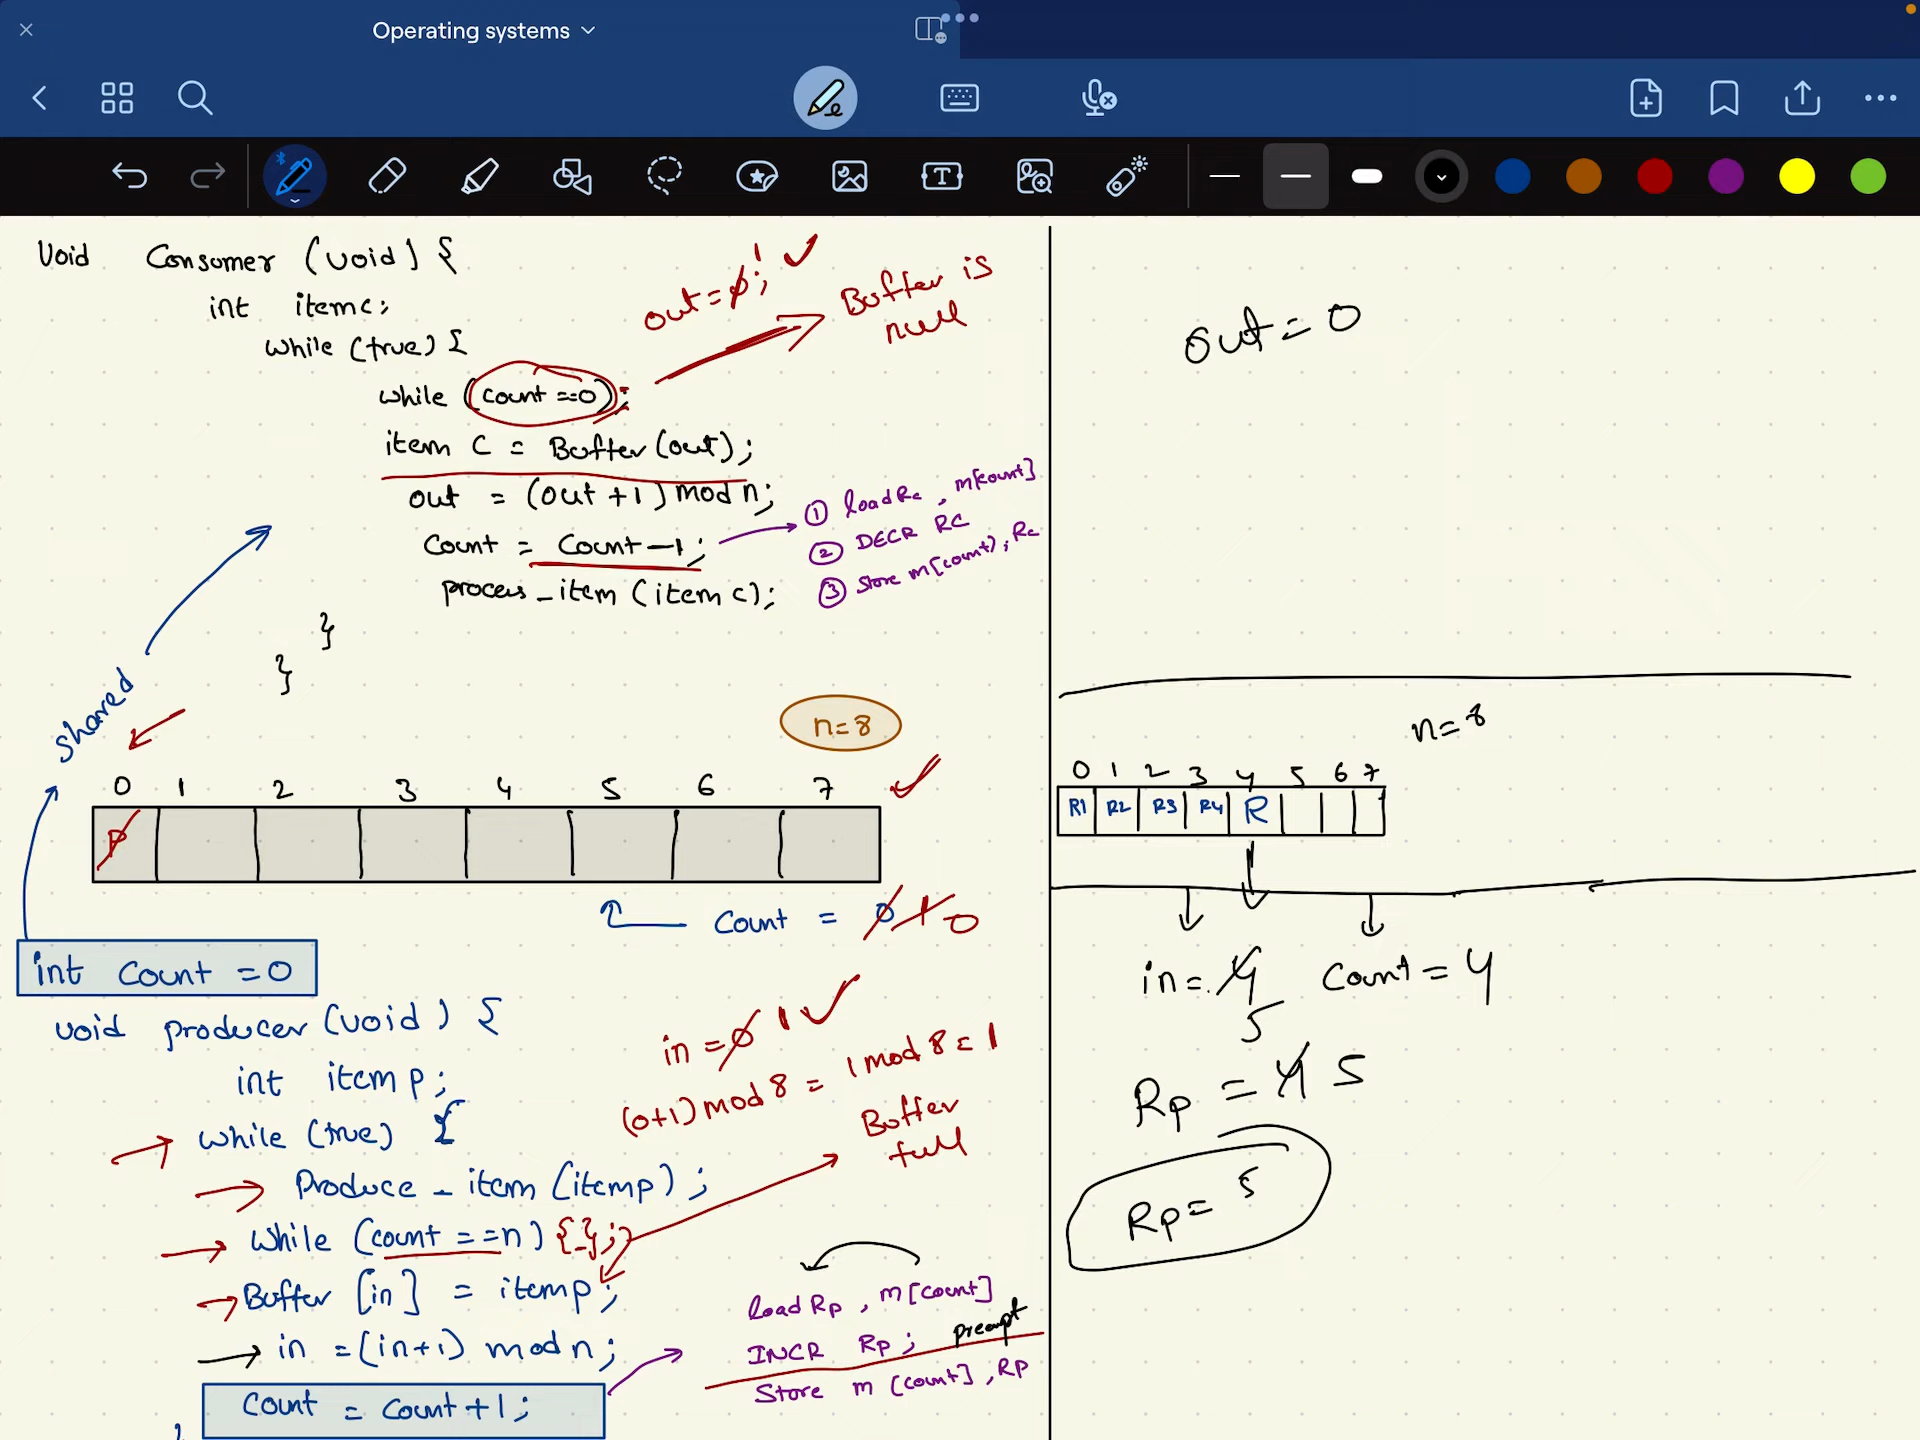 Operating systems
Void Consumer (void) {
int itemc;
while (true) {
while (count ==0);
item C = Buffer (out);
out = (out +1) mod n;
Count = Count -1;
process_item (item c);
}
}
out = 0 1;
Buffer is
null
① load Rc, m[count]
② DECR RC
③ Store m[count), Rc
shared
n=8
0 1 2 3 4 5 6 7
P
Count = 0 1 0
int Count = 0
void producer (void) {
int item p;
while (true) {
Produce_item (itemp);
while (count ==n) {_};
Buffer [in] = itemp;
in = (in+1) mod n;
Count = Count +1;
}
in = 0 1
(0+1) mod 8 = 1 mod 8 = 1
Buffer
full
load Rp, m[count]
INCR Rp; preempt
Store m [count], Rp
out = 0
n=8
0 1 2 3 4 5 6 7
R1 R2 R3 R4 R
in = 4 Count = 4
5
Rp = 4 5
Rp = 5